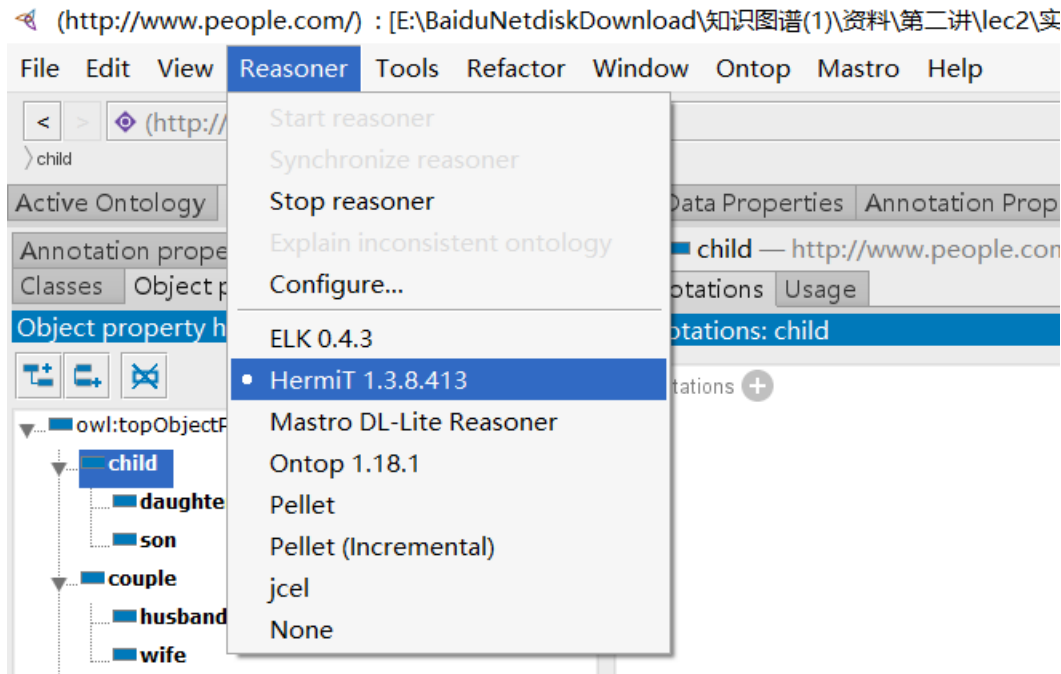 (http://www.people.com/) : [E:\BaiduNetdiskDownload\知识图谱(1)\资料\第二讲\lec2\实
File Edit View Reasoner Tools Refactor Window Ontop Mastro Help
< > (http://
〉child
Start reasoner
Synchronize reasoner
Stop reasoner
Explain inconsistent ontology
Configure...
ELK 0.4.3
HermiT 1.3.8.413
Mastro DL-Lite Reasoner
Ontop 1.18.1
Pellet
Pellet (Incremental)
jcel
None
Active Ontology
Data Properties Annotation Prop
Annotation prope
Classes Object p
Object property h
owl:topObjectP
child
daughte
son
couple
husband
wife
child — http://www.people.com
otations Usage
otations: child
tations +